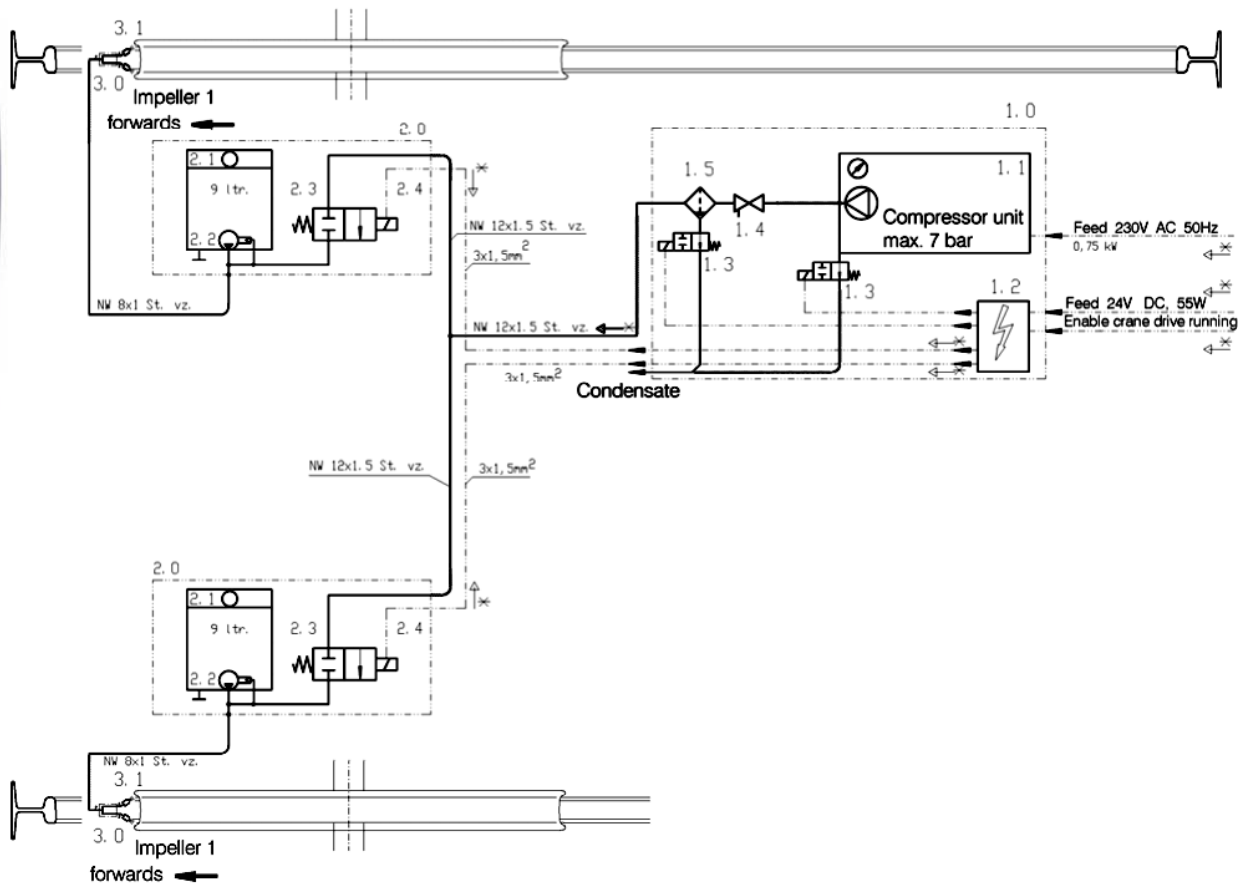 3.1
3.0
Impeller 1
forwards
2.0
2.1
9 ltr.
2.2
2.3
2.4
NW 8x1 St. vz.
NW 12x1.5 St. vz.
3x1,5mm²
NW 12x1.5 St. vz.
1.0
1.1
1.5
1.4
1.3
Compressor unit
max. 7 bar
1.3
1.2
Feed 230V AC 50Hz
0,75 kW
Feed 24V DC, 55W
Enable crane drive running
3x1,5mm²
Condensate
NW 12x1.5 St. vz.
3x1,5mm²
2.0
2.1
9 ltr.
2.2
2.3
2.4
NW 8x1 St. vz.
3.1
3.0
Impeller 1
forwards